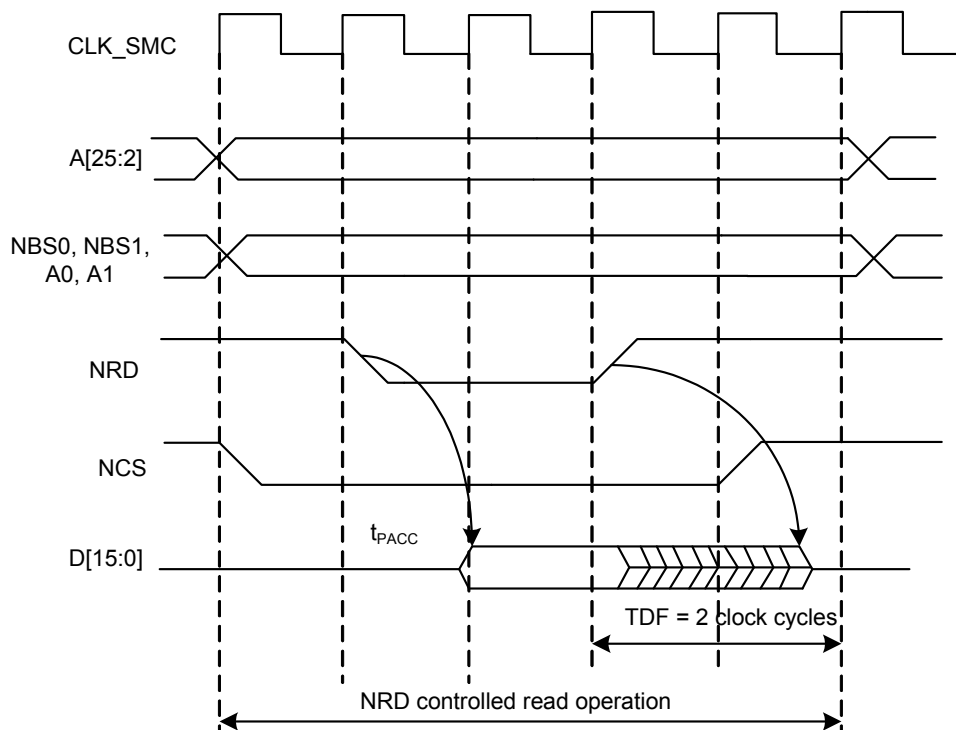 CLK_SMC
A[25:2]
NBS0, NBS1,
A0, A1
NRD
NCS
tPACC
D[15:0]
TDF = 2 clock cycles
NRD controlled read operation